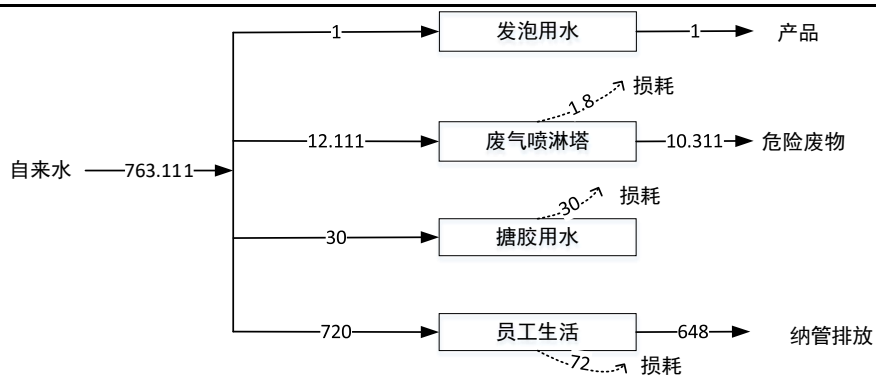 1
发泡用水
1
产品
1.8
损耗
12.111
废气喷淋塔
10.311
危险废物
自来水
763.111
30
损耗
30
搪胶用水
720
员工生活
648
纳管排放
72
损耗